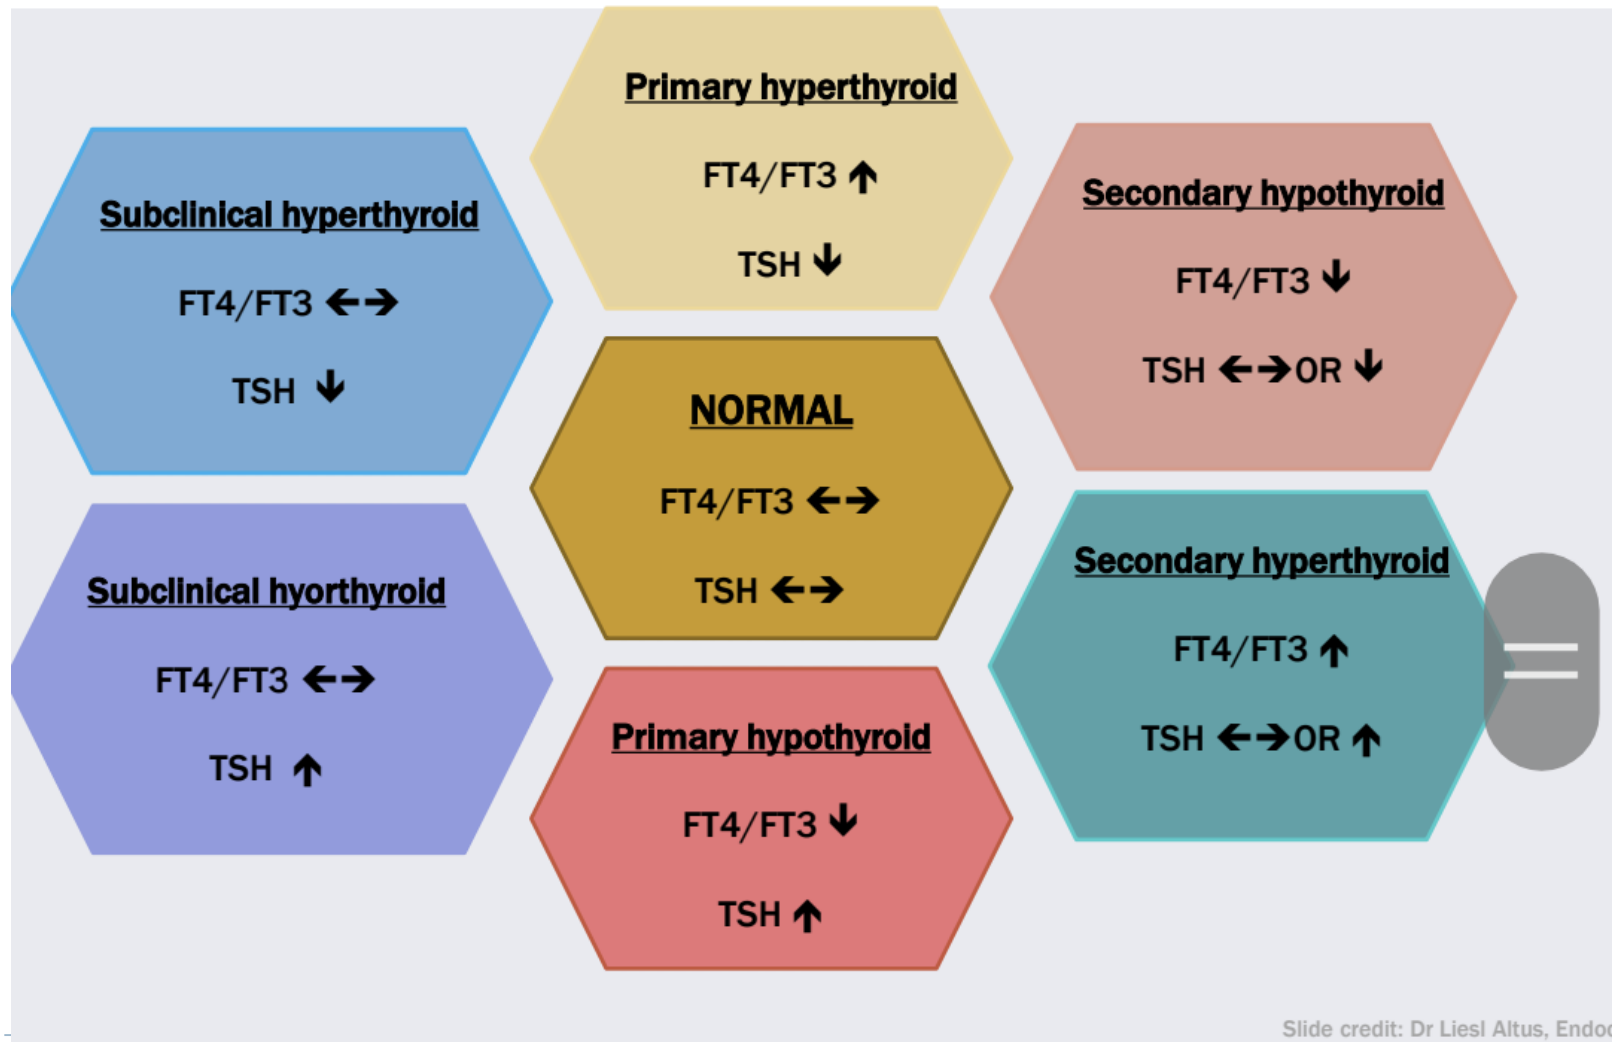 Primary hyperthyroid
FT4/FT3 ↑
TSH ↓
Subclinical hyperthyroid
FT4/FT3 ←→
TSH ↓
Secondary hypothyroid
FT4/FT3 ↓
TSH ←→OR ↓
NORMAL
FT4/FT3 ←→
TSH ←→
Subclinical hyorthyroid
FT4/FT3 ←→
TSH ↑
Secondary hyperthyroid
FT4/FT3 ↑
TSH ←→OR ↑
Primary hypothyroid
FT4/FT3 ↓
TSH ↑
Slide credit: Dr Liesl Altus, Endoc